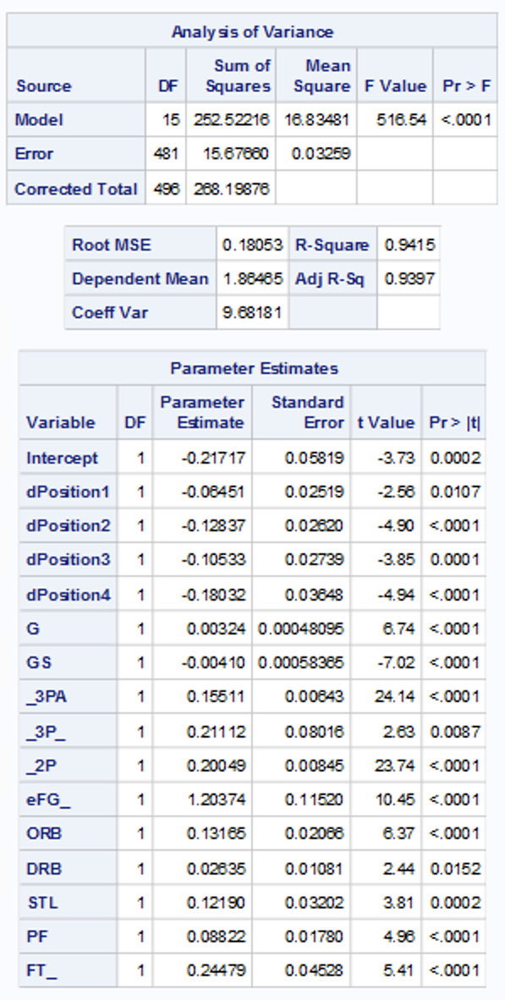 Analysis of Variance
Source DF Sum of Squares Mean Square F Value Pr > F
Model 15 252.52216 16.83481 516.54 <.0001
Error 481 15.67660 0.03259
Corrected Total 496 268.19876
Root MSE 0.18053 R-Square 0.9415
Dependent Mean 1.86465 Adj R-Sq 0.9397
Coeff Var 9.68181
Parameter Estimates
Variable DF Parameter Estimate Standard Error t Value Pr > |t|
Intercept 1 -0.21717 0.05819 -3.73 0.0002
dPosition1 1 -0.06451 0.02519 -2.56 0.0107
dPosition2 1 -0.12837 0.02620 -4.90 <.0001
dPosition3 1 -0.10533 0.02739 -3.85 0.0001
dPosition4 1 -0.18032 0.03648 -4.94 <.0001
G 1 0.00324 0.00048095 6.74 <.0001
GS 1 -0.00410 0.00058365 -7.02 <.0001
_3PA 1 0.15511 0.00643 24.14 <.0001
_3P_ 1 0.21112 0.08016 2.63 0.0087
_2P 1 0.20049 0.00845 23.74 <.0001
eFG_ 1 1.20374 0.11520 10.45 <.0001
ORB 1 0.13165 0.02066 6.37 <.0001
DRB 1 0.02635 0.01081 2.44 0.0152
STL 1 0.12190 0.03202 3.81 0.0002
PF 1 0.08822 0.01780 4.96 <.0001
FT_ 1 0.24479 0.04528 5.41 <.0001